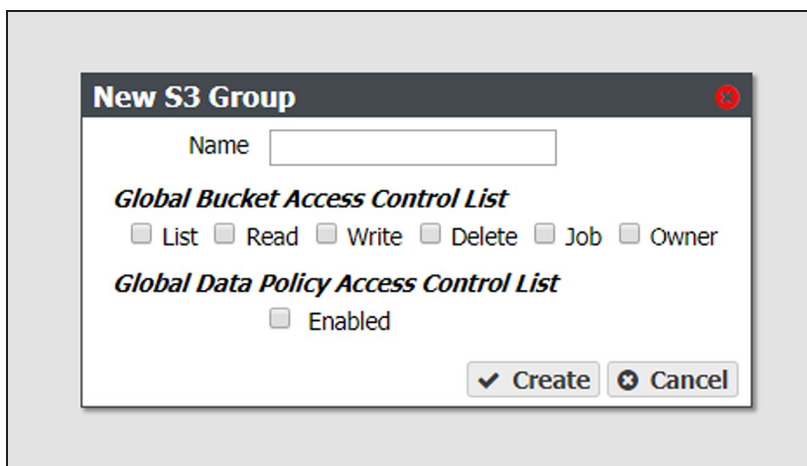 New S3 Group
Name
Global Bucket Access Control List
List Read Write Delete Job Owner
Global Data Policy Access Control List
Enabled
Create Cancel